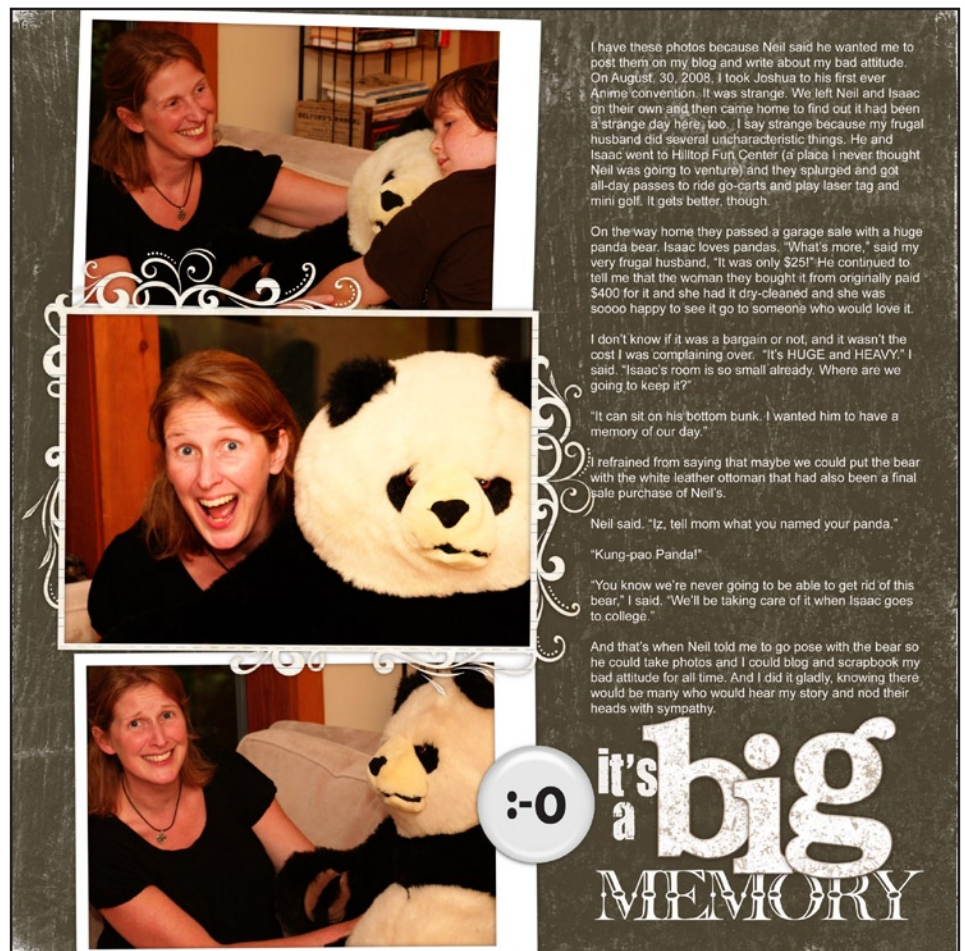 I have these photos because Neil said he wanted me to
post them on my blog and write about my bad attitude.
On August, 30, 2008, I took Joshua to his first ever
Anime convention. It was strange. We left Neil and Isaac
on their own and then came home to find out it had been
a strange day here, too. I say strange because my frugal
husband did several uncharacteristic things. He and
Isaac went to Hilltop Fun Center (a place I never thought
Neil was going to venture) and they splurged and got
all-day passes to ride go-carts and play laser tag and
mini golf. It gets better, though.
On the way home they passed a garage sale with a huge
panda bear. Isaac loves pandas. “What’s more,” said my
very frugal husband, “It was only $25!” He continued to
tell me that the woman they bought it from originally paid
$400 for it and she had it dry-cleaned and she was
soooo happy to see it go to someone who would love it.
I don’t know if it was a bargain or not, and it wasn’t the
cost I was complaining over. “It’s HUGE and HEAVY.” I
said. “Isaac’s room is so small already. Where are we
going to keep it?”
“It can sit on his bottom bunk. I wanted him to have a
memory of our day.”
I refrained from saying that maybe we could put the bear
with the white leather ottoman that had also been a final
sale purchase of Neil’s.
Neil said. “Iz, tell mom what you named your panda.”
“Kung-pao Panda!”
“You know we’re never going to be able to get rid of this
bear,” I said. “We’ll be taking care of it when Isaac goes
to college.”
And that’s when Neil told me to go pose with the bear so
he could take photos and I could blog and scrapbook my
bad attitude for all time. And I did it gladly, knowing there
would be many who would hear my story and nod their
heads with sympathy.
:-O
it's
a
big
MEMORY